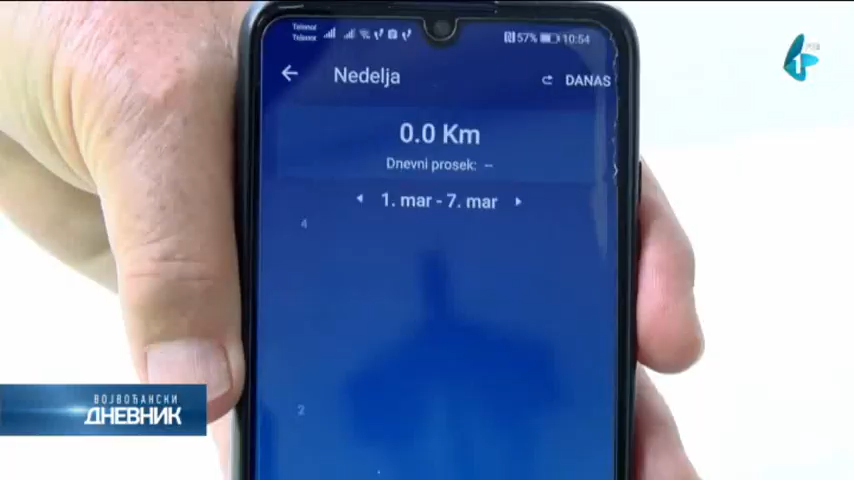 Telenor
Telenor
57%
10:54
Nedelja
DANAS
0.0 Km
Dnevni prosek: --
1. mar - 7. mar
4
2
1
ВОЈВОЂАНСКИ
ДНЕВНИК